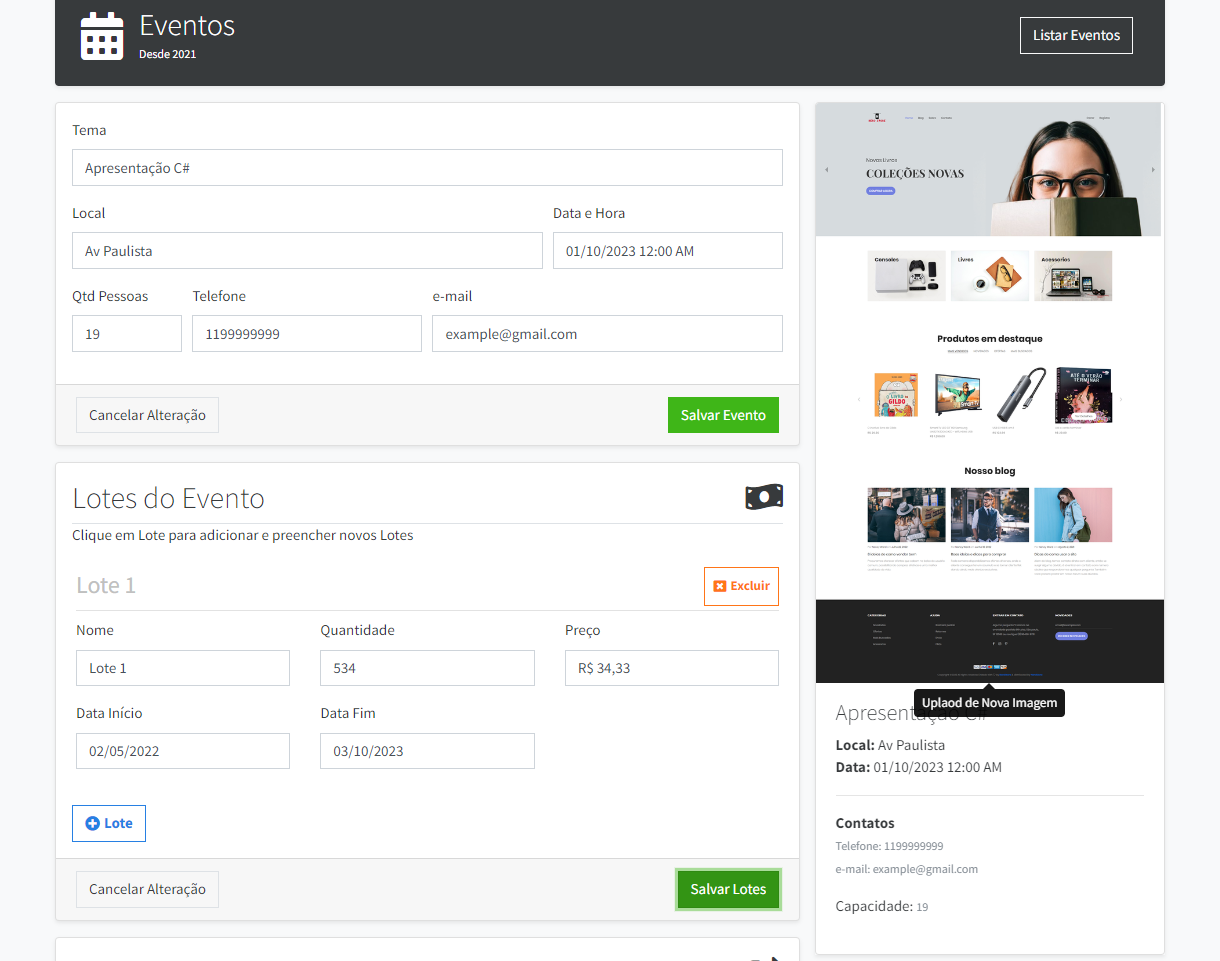 Eventos
Desde 2021
Listar Eventos
Tema
Apresentação C#
Local
Data e Hora
Av Paulista
01/10/2023 12:00 AM
Qtd Pessoas
Telefone
e-mail
19
1199999999
example@gmail.com
Cancelar Alteração
Salvar Evento
Lotes do Evento
Clique em Lote para adicionar e preencher novos Lotes
Lote 1
Excluir
Nome
Quantidade
Preço
Lote 1
534
R$ 34,33
Data Início
Data Fim
02/05/2022
03/10/2023
Lote
Cancelar Alteração
Salvar Lotes
Novos Livros
COLEÇÕES NOVAS
Consoles
Livros
Acessorios
Produtos em destaque
GILDO
ATÉ O VERÃO
TERMINAR
Nosso blog
Uplaod de Nova Imagem
Apresentação C#
Local: Av Paulista
Data: 01/10/2023 12:00 AM
Contatos
Telefone: 1199999999
e-mail: example@gmail.com
Capacidade: 19